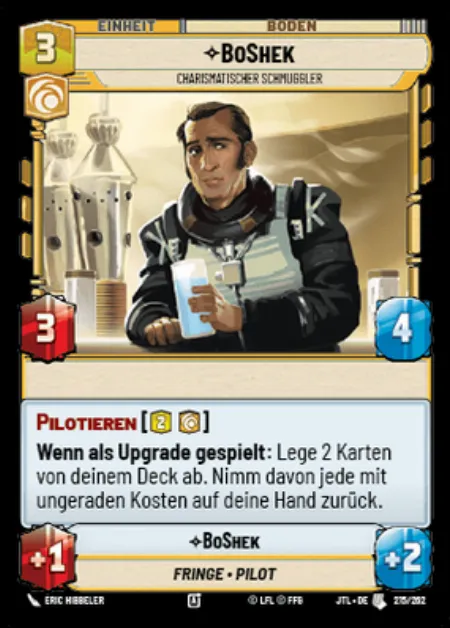 EINHEIT BODEN
3
✧BoSHEK
CHARISMATISCHER SCHMUGGLER
K K
3 4
PILOTIEREN [2]
Wenn als Upgrade gespielt: Lege 2 Karten
von deinem Deck ab. Nimm davon jede mit
ungeraden Kosten auf deine Hand zurück.
✧BoSHEK
+1 +2
FRINGE • PILOT
ERIC HIBBELER A © LFL © FFG JTL • DE 215/262